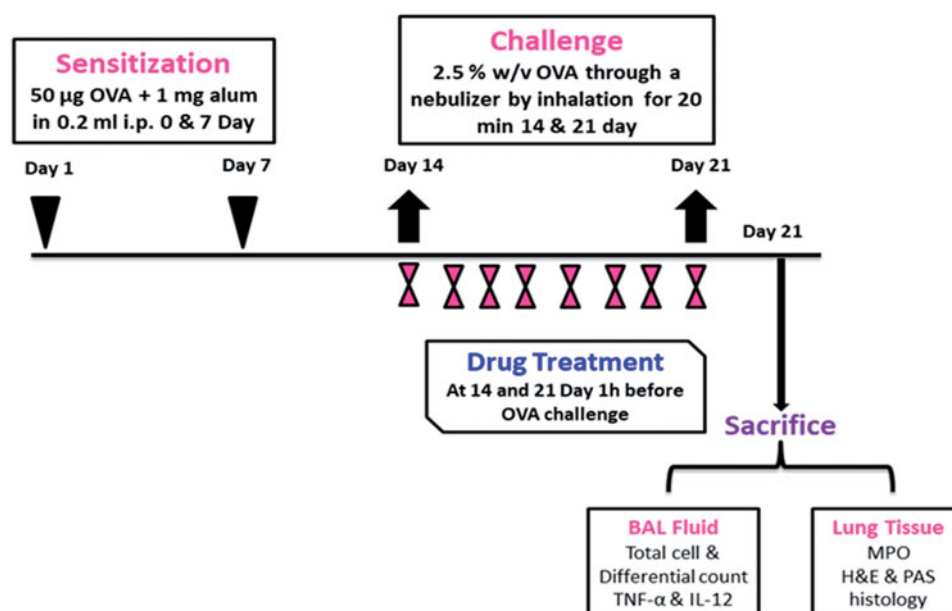 Sensitization
50 µg OVA + 1 mg alum
in 0.2 ml i.p. 0 & 7 Day
Challenge
2.5 % w/v OVA through a
nebulizer by inhalation for 20
min 14 & 21 day
Day 1
Day 7
Day 14
Day 21
Day 21
Drug Treatment
At 14 and 21 Day 1h before
OVA challenge
Sacrifice
BAL Fluid
Total cell &
Differential count
TNF-α & IL-12
Lung Tissue
MPO
H&E & PAS
histology